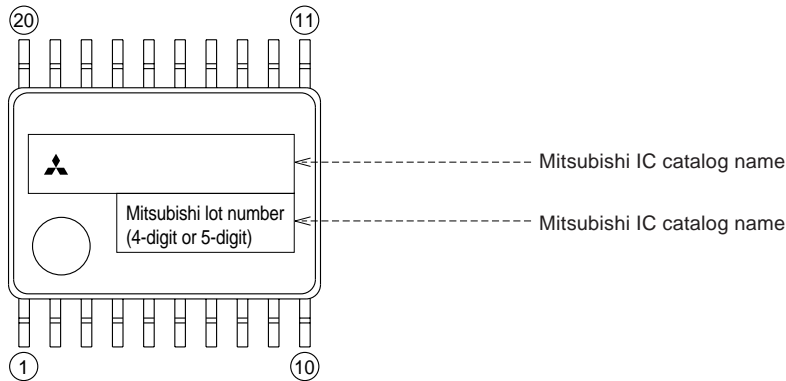 20 11
Mitsubishi IC catalog name
Mitsubishi lot number
(4-digit or 5-digit)
Mitsubishi IC catalog name
1 10